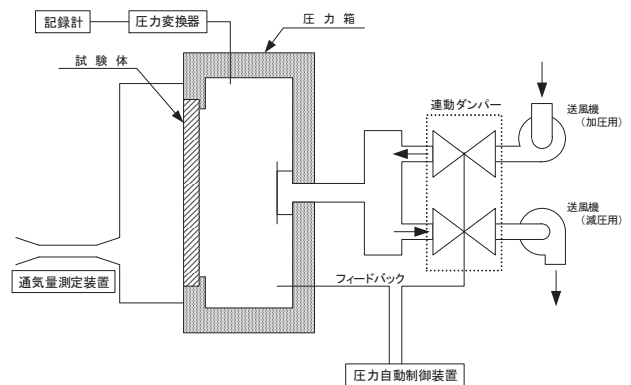 記録計
圧力変換器
圧 力 箱
試 験 体
連動ダンパー
送風機
(加圧用)
送風機
(減圧用)
通気量測定装置
フィードバック
圧力自動制御装置